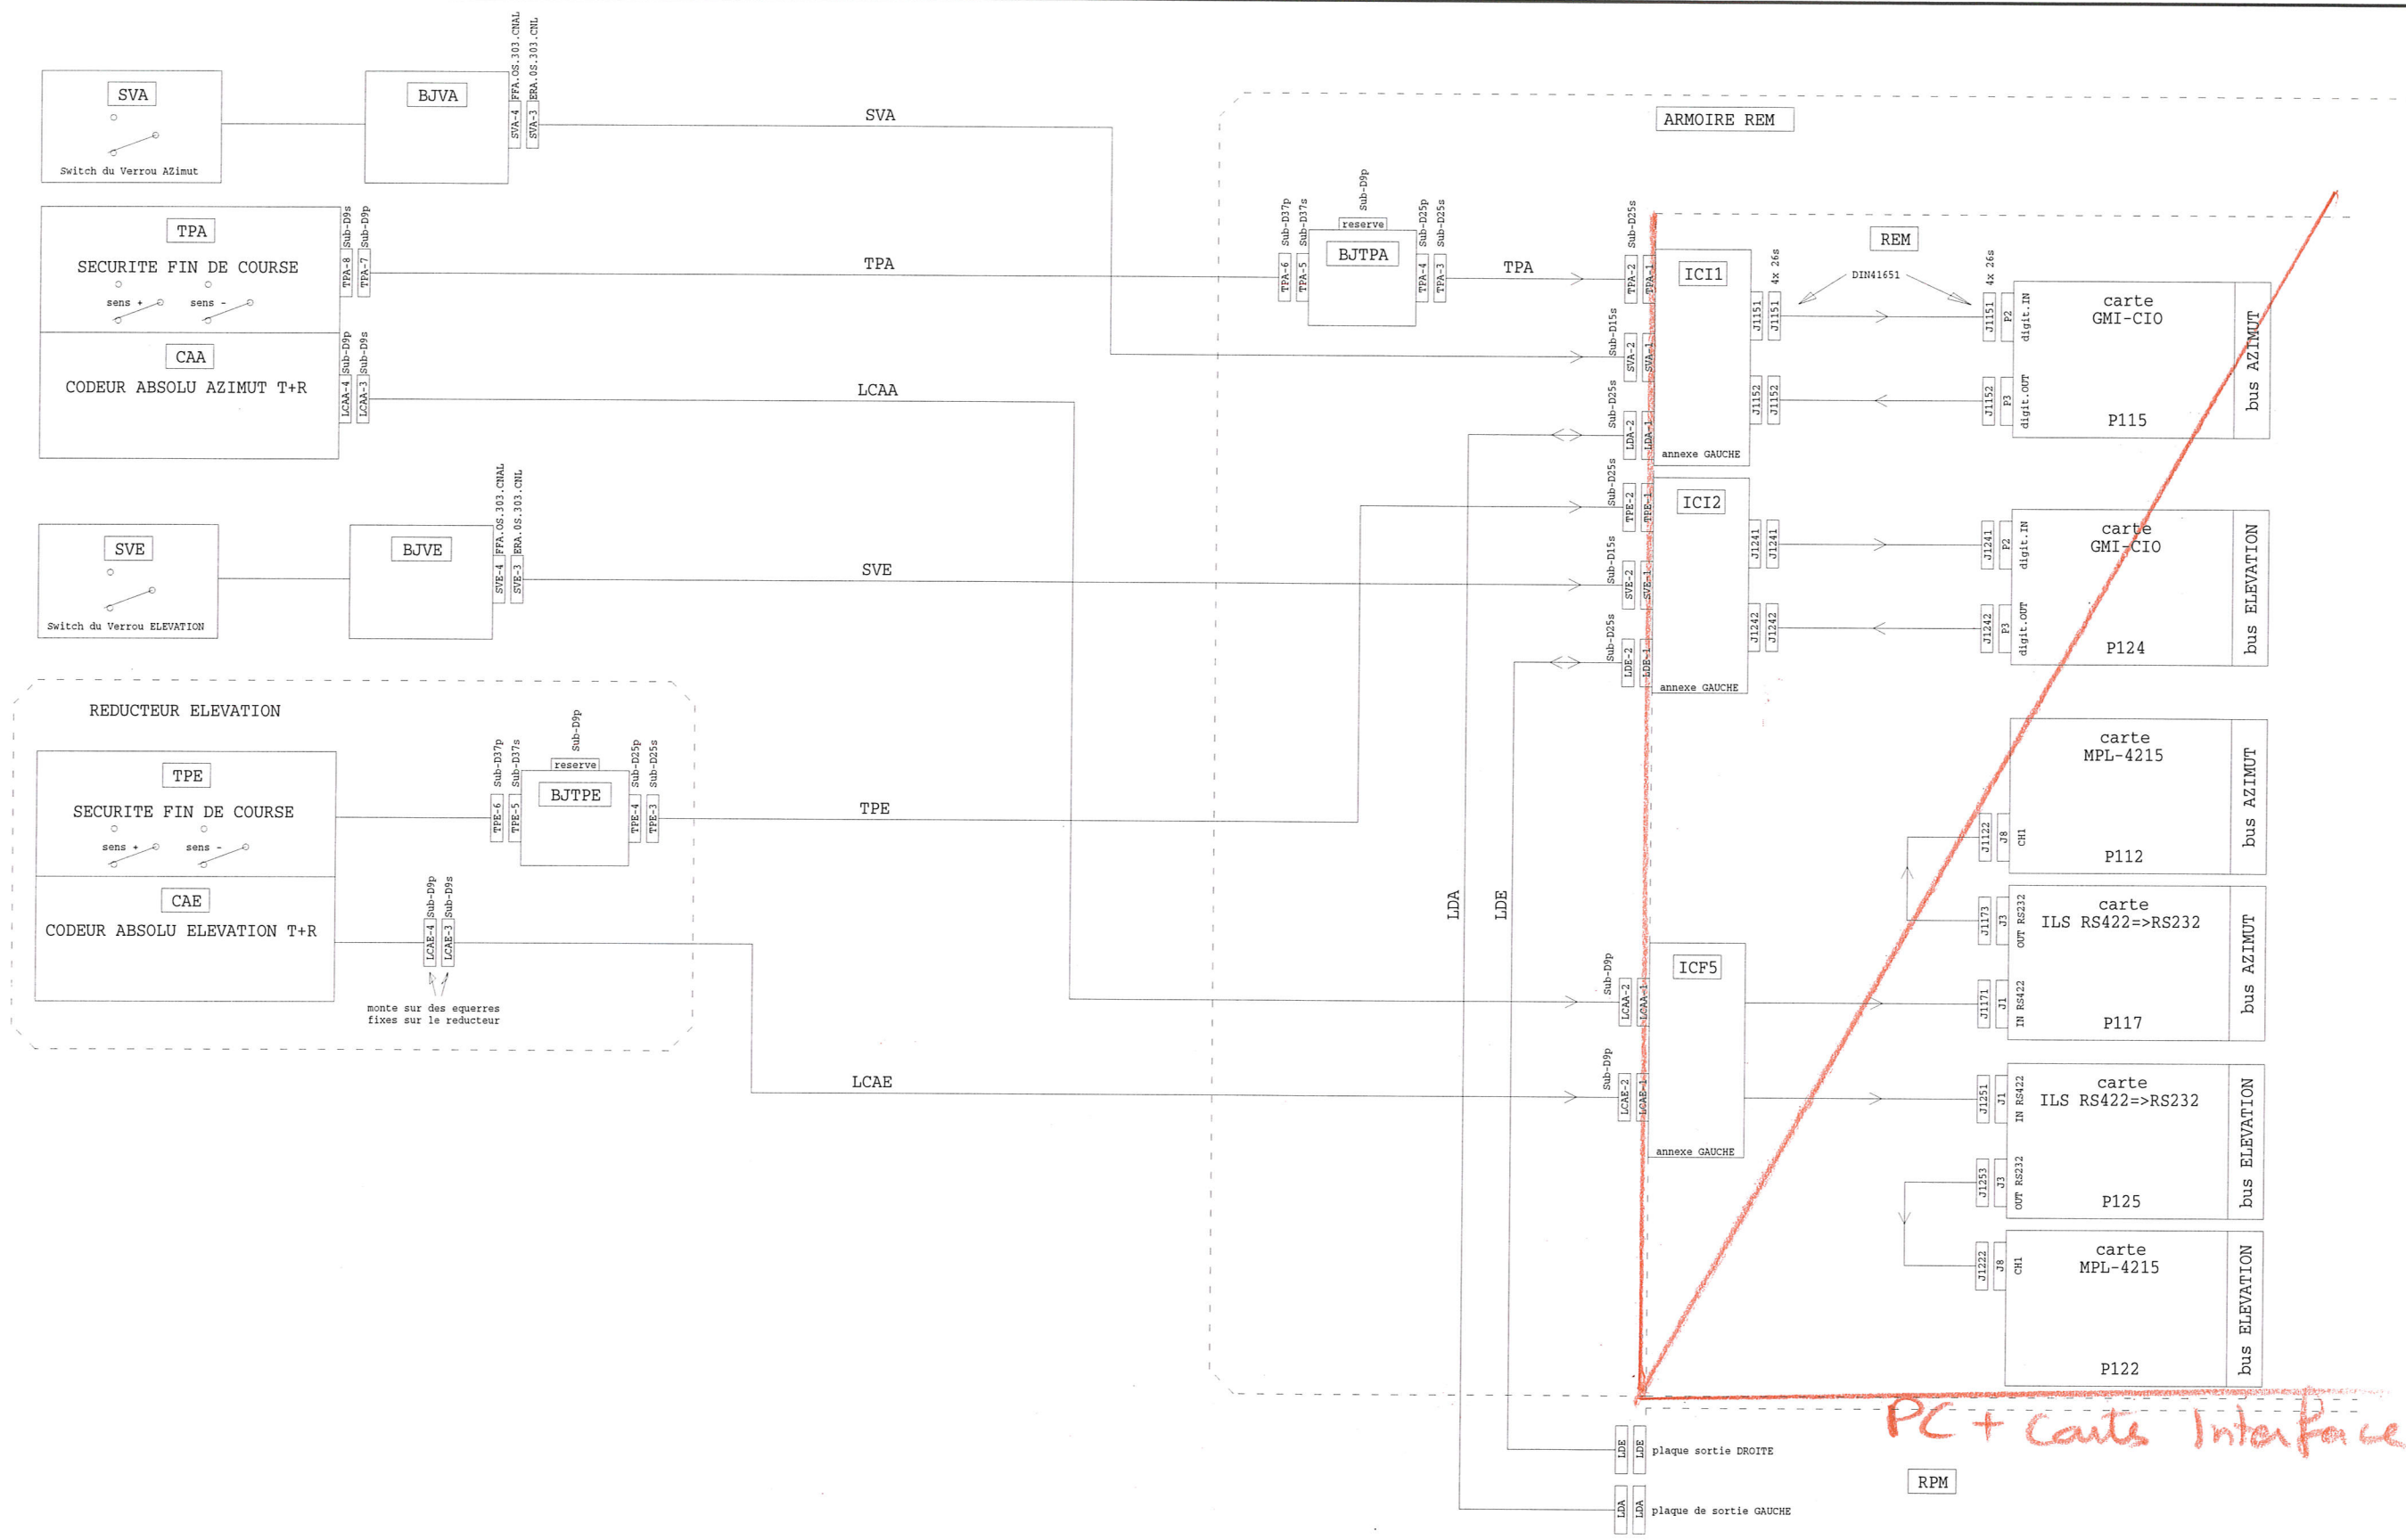 SVA
Switch du Verrou AZimut
BJVA
SVA-4
FFA.OS.303.CNAL
SVA-3
ERA.OS.303.CNL
SVA
TPA
SECURITE FIN DE COURSE
sens +
sens -
TPA-8
Sub-D9s
TPA-7
Sub-D9p
TPA
CAA
CODEUR ABSOLU AZIMUT T+R
LCAA-4
Sub-D9p
LCAA-3
Sub-D9s
LCAA
SVE
Switch du Verrou ELEVATION
BJVE
SVE-4
FFA.OS.303.CNAL
SVE-3
ERA.OS.303.CNL
SVE
REDUCTEUR ELEVATION
TPE
SECURITE FIN DE COURSE
sens +
sens -
TPE-6
Sub-D37p
TPE-5
Sub-D37s
Sub-D9p
reserve
BJTPE
TPE-4
Sub-D25p
TPE-3
Sub-D25s
TPE
CAE
CODEUR ABSOLU ELEVATION T+R
LCAE-4
Sub-D9p
LCAE-3
Sub-D9s
monte sur des equerres
fixes sur le reducteur
LCAE
ARMOIRE REM
TPA-6
Sub-D37p
TPA-5
Sub-D37s
Sub-D9p
reserve
BJTPA
TPA-4
Sub-D25p
TPA-3
Sub-D25s
TPA
LDA
LDE
Sub-D25s
TPA-2
TPA-1
Sub-D15s
SVA-2
SVA-1
Sub-D25s
LDA-2
LDA-1
ICI1
annexe GAUCHE
J1151
J1151
4x 26s
J1152
J1152
REM
DIN41651
4x 26s
J1151
P2
digit.IN
J1152
P3
digit.OUT
carte
GMI-CIO
P115
bus AZIMUT
Sub-D25s
TPE-2
TPE-1
Sub-D15s
SVE-2
SVE-1
Sub-D25s
LDE-2
LDE-1
ICI2
annexe GAUCHE
J1241
J1241
J1242
J1242
J1241
P2
digit.IN
J1242
P3
digit.OUT
carte
GMI-CIO
P124
bus ELEVATION
carte
MPL-4215
J1122
J8
CH1
P112
bus AZIMUT
carte
ILS RS422=>RS232
J1173
J3
OUT RS232
J1171
J1
IN RS422
P117
bus AZIMUT
Sub-D9p
LCAA-2
LCAA-1
Sub-D9p
LCAE-2
LCAE-1
ICF5
annexe GAUCHE
carte
ILS RS422=>RS232
J1251
J1
IN RS422
J1253
J3
OUT RS232
P125
bus ELEVATION
carte
MPL-4215
J1222
J8
CH1
P122
bus ELEVATION
PC + Cartes Interface
LDE
LDE
plaque sortie DROITE
RPM
LDA
LDA
plaque de sortie GAUCHE